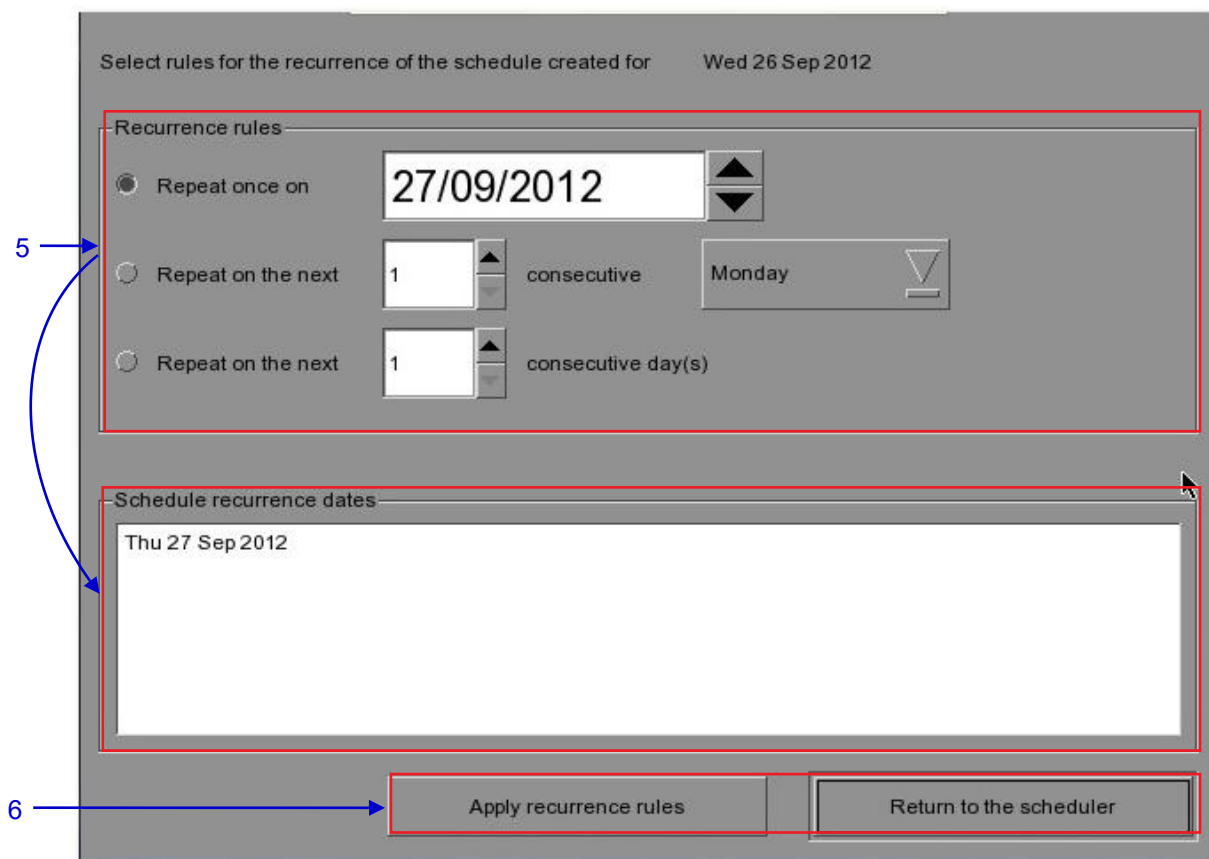 Select rules for the recurrence of the schedule created for Wed 26 Sep 2012
Recurrence rules
Repeat once on 27/09/2012
5
Repeat on the next 1 consecutive Monday
Repeat on the next 1 consecutive day(s)
Schedule recurrence dates
Thu 27 Sep 2012
6 Apply recurrence rules Return to the scheduler